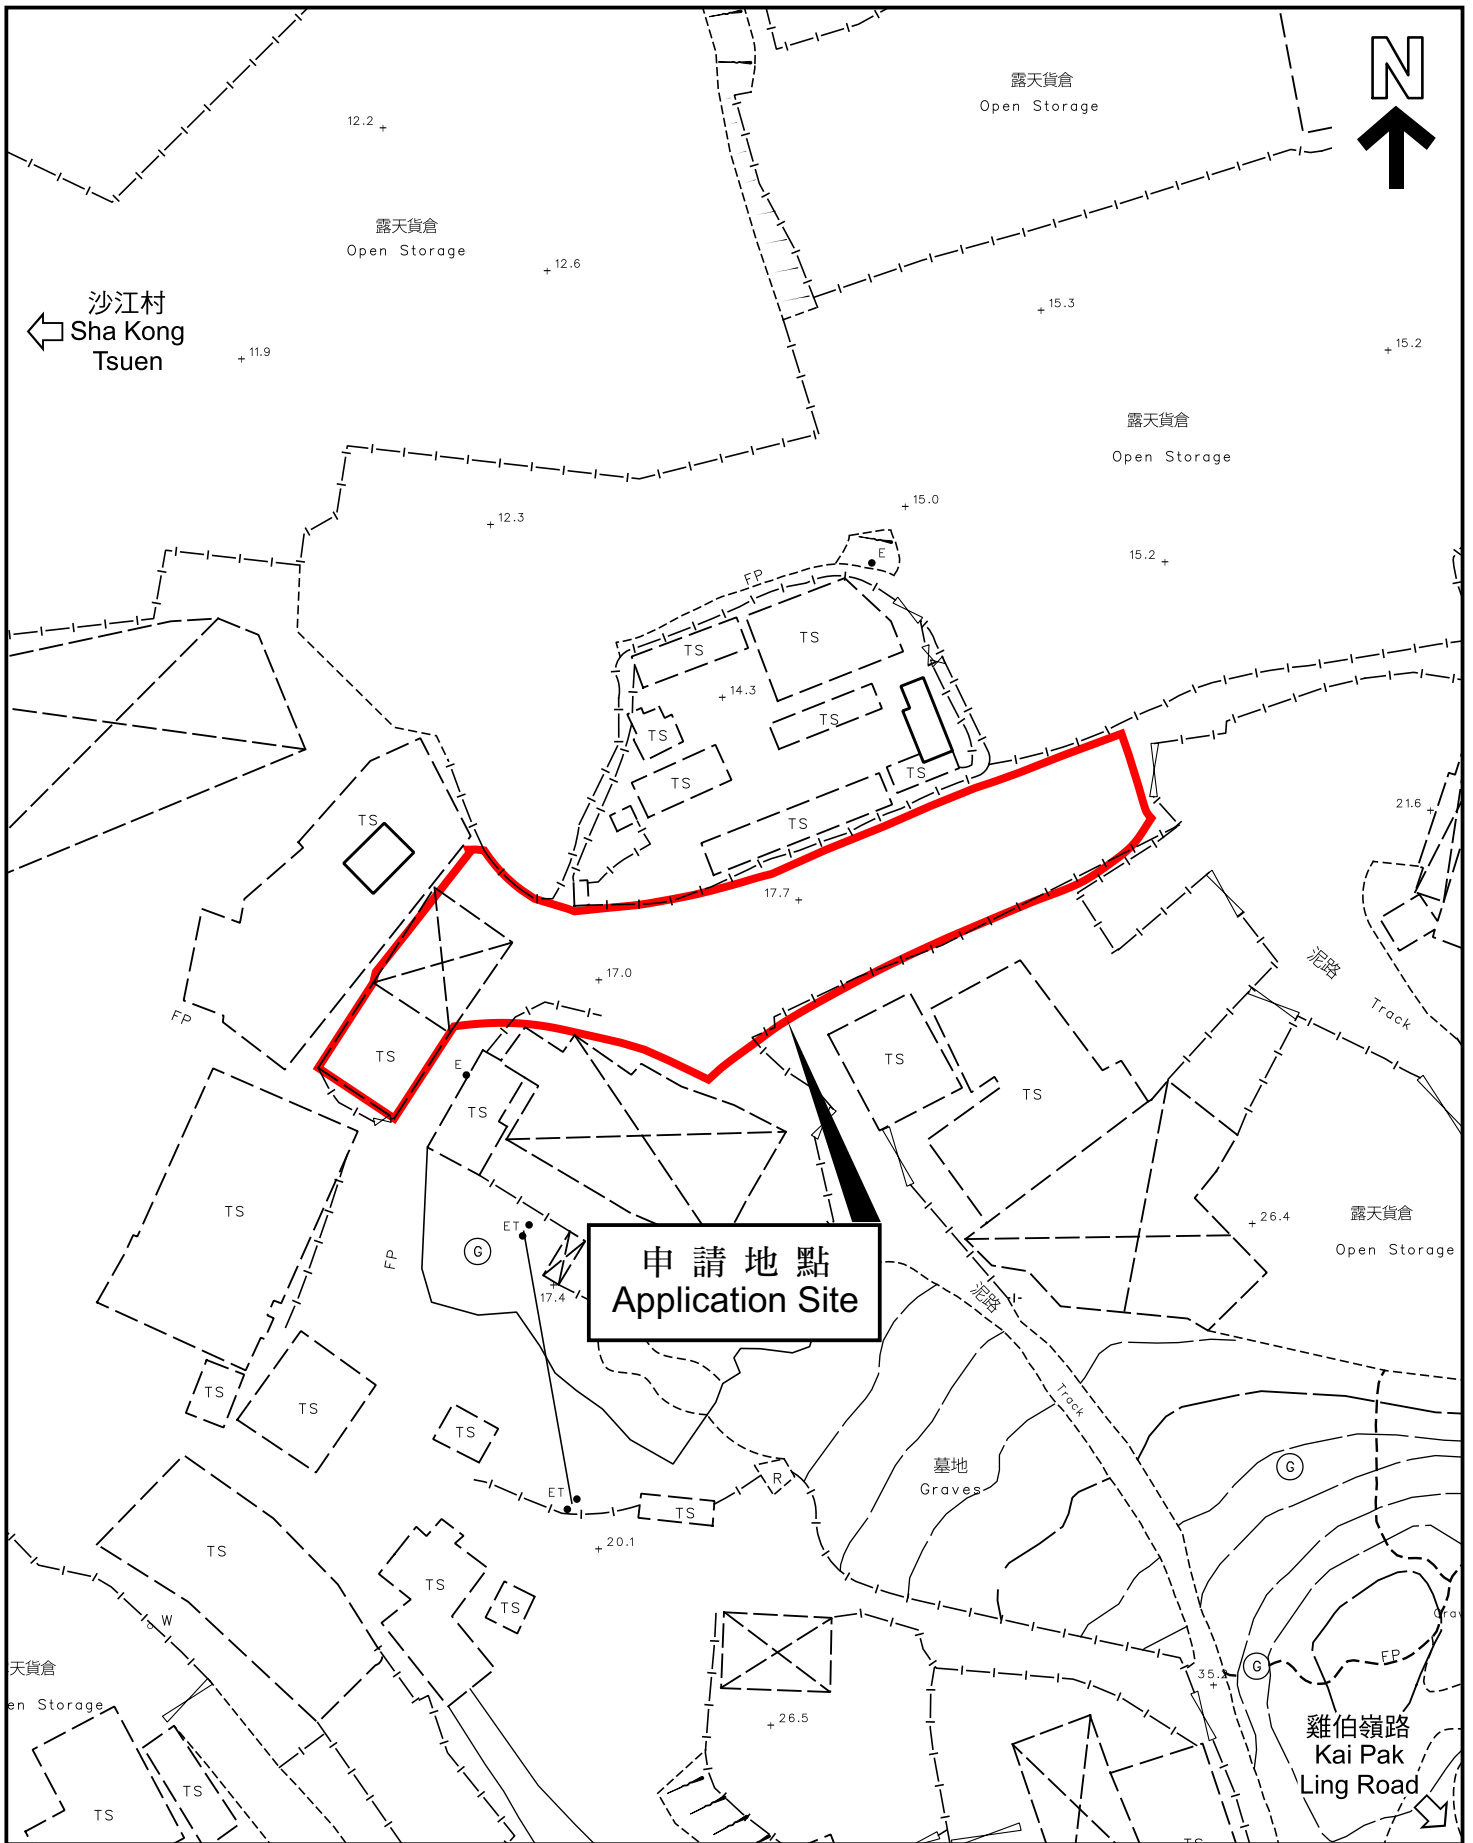 N
露天貨倉
Open Storage
12.2
露天貨倉
Open Storage
12.6
沙江村
Sha Kong
Tsuen
11.9
15.3
15.2
露天貨倉
Open Storage
15.0
12.3
15.2
E
FP
TS
TS
14.3
TS
TS
TS
TS
TS
TS
21.6
17.7
泥路
Track
17.0
FP
TS
E
TS
TS
TS
TS
26.4
露天貨倉
Open Storage
ET
G
FP
17.4
申請地點
Application Site
泥路
Track
TS
TS
TS
墓地
Graves
G
R
ET
TS
20.1
TS
TS
TS
W
天貨倉
en Storage
G
FP
35.2
26.5
雞伯嶺路
Kai Pak
Ling Road
TS
TS
TS